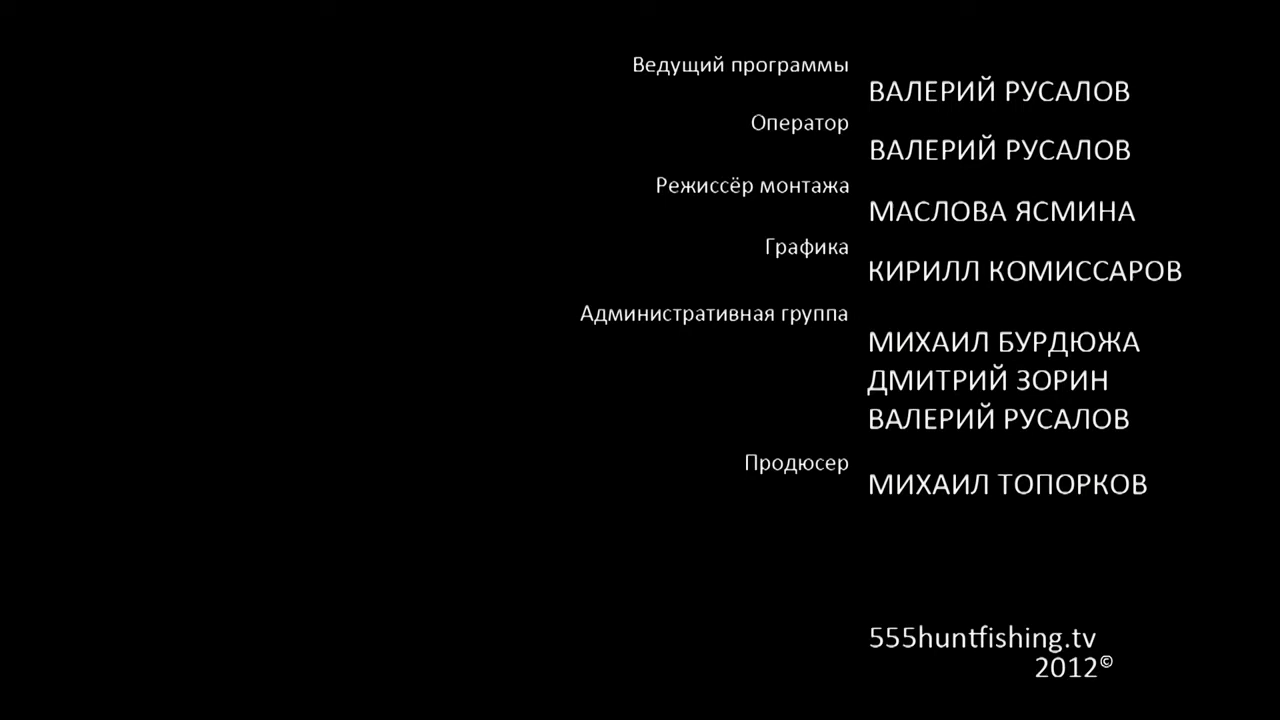 Ведущий программы
ВАЛЕРИЙ РУСАЛОВ
Оператор
ВАЛЕРИЙ РУСАЛОВ
Режиссёр монтажа
МАСЛОВА ЯСМИНА
Графика
КИРИЛЛ КОМИССАРОВ
Административная группа
МИХАИЛ БУРДЮЖА
ДМИТРИЙ ЗОРИН
ВАЛЕРИЙ РУСАЛОВ
Продюсер
МИХАИЛ ТОПОРКОВ
555huntfishing.tv
2012©